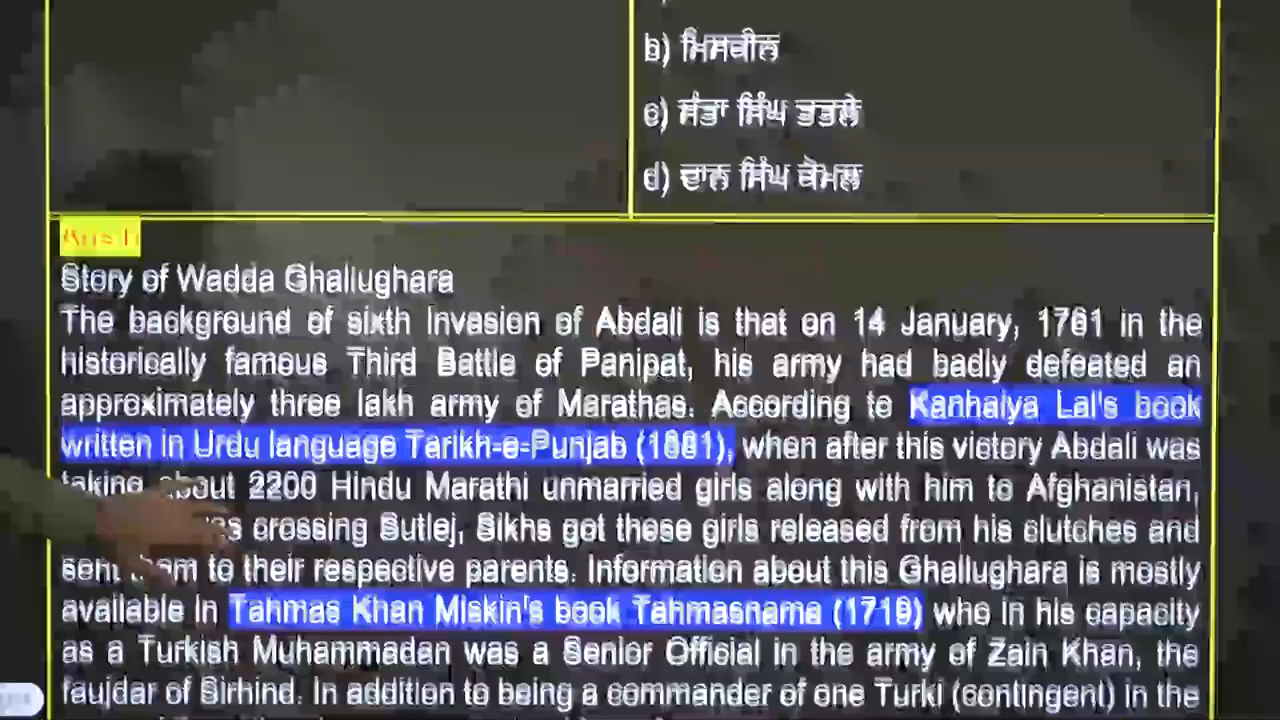 b) ਮਿਸਕੀਨ
c) ਸੰਤਾ ਸਿੰਘ ਤਤਲੇ
d) ਦਾਨ ਸਿੰਘ ਕੋਮਲ
Story of Wadda Ghallughara
The background of sixth invasion of Abdali is that on 14 January, 1761 in the
historically famous Third Battle of Panipat, his army had badly defeated an
approximately three lakh army of Marathas. According to Kanhaiya Lal's book
written in Urdu language Tarikh-e-Punjab (1881), when after this victory Abdali was
taking about 2200 Hindu Marathi unmarried girls along with him to Afghanistan,
crossing Sutlej, Sikhs got these girls released from his clutches and
sent them to their respective parents. Information about this Ghallughara is mostly
available in Tahmas Khan Miskin's book Tahmasnama (1719) who in his capacity
as a Turkish Muhammadan was a Senior Official in the army of Zain Khan, the
faujdar of Sirhind. In addition to being a commander of one Turki (contingent) in the